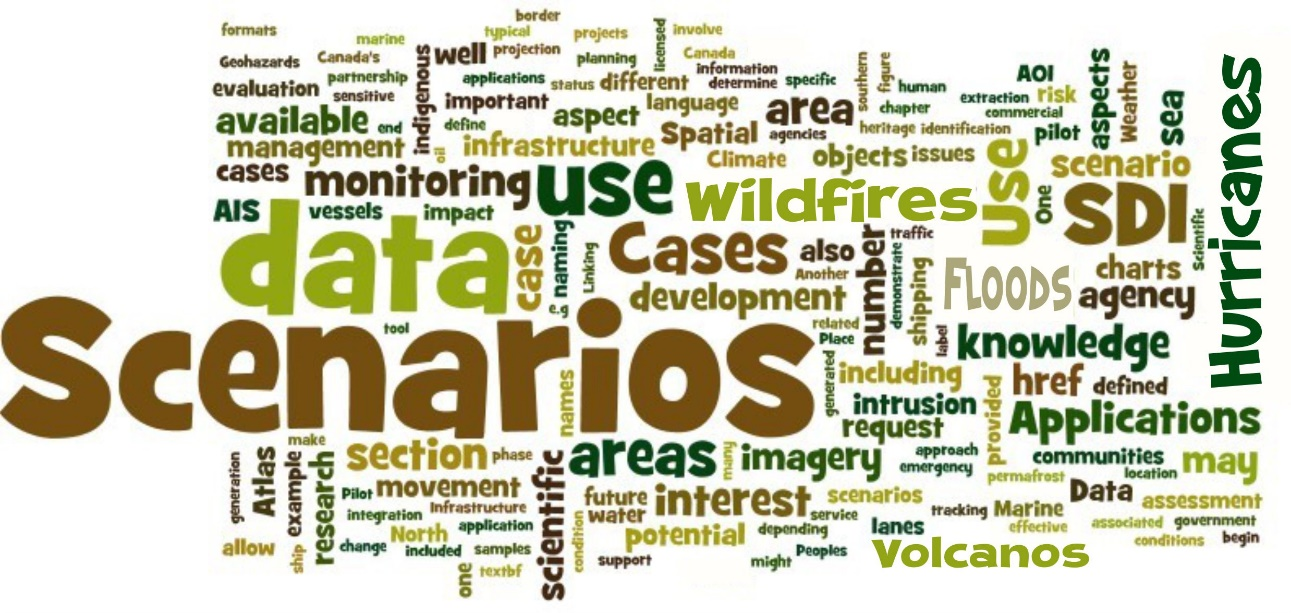 border
formats
marine
typical
projects
licensed
involve
Geohazards
Canada's
indigenous
well
projection
planning
Canada
southern
figure
aspects
Weather
sea
Hurricanes
evaluation
partnership
sensitive
applications
status
different
information
determine
specific
human
AOI
risk
important
language
area
chapter
extraction
commercial
available
end
define
aspect
Spatial
agencies
heritage
identification
pilot
management
oil
infrastructure
Climate
objects
issues
use
scenario
cases
monitoring
use
Wildfires
One
SDI
AIS
vessels
impact
data
case
naming
Linking
Cases
also
number
traffic
Scientific
Another
demonstrate
shipping
FLOODS
charts
e.g
development
agency
Scenarios
tool
related
Place
label
knowledge
names
generated
including
provided
href
defined
intrusion
request
Applications
make
generation
Atlas
example
research
section
phase
scientific
areas
many
imagery
approach
emergency
communities
permafrost
location
may
Pilot
movement
future
interest
scenarios
Data
assessment
integration
Infrastructure
water
service
tracking
Marine
North
application
condition
potential
depending
lanes
effective
associated
government
allow
ship
change
included
samples
support
might
Peoples
Volcanos
conditions
begin
one
textbf